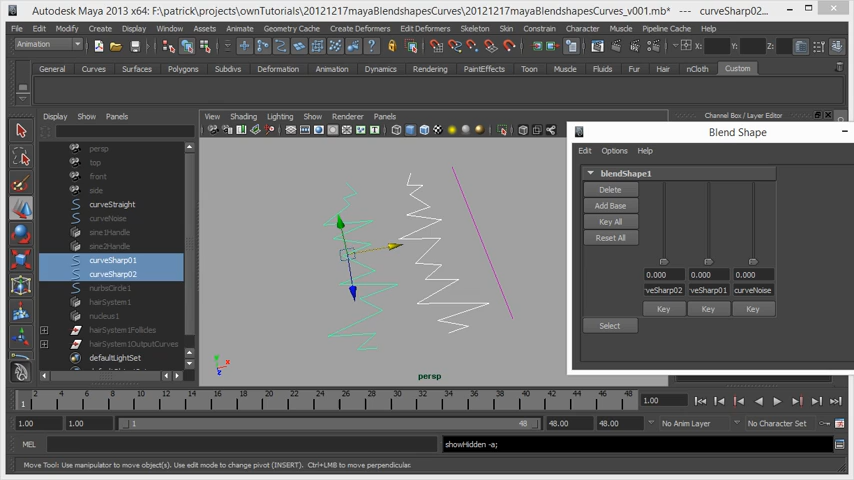 Autodesk Maya 2013 x64: F:\patrick\projects\ownTutorials\20121217mayaBlendshapesCurves\20121217mayaBlendshapesCurves_v001.mb* --- curveSharp02...
File Edit Modify Create Display Window Assets Animate Geometry Cache Create Deformers Edit Deformers Skeleton Skin Constrain Character Muscle Pipeline Cache
Animation
General Curves Surfaces Polygons Subdivs Deformation Animation Dynamics Rendering PaintEffects Toon Muscle Fluids Fur Hair nCloth Custom
Display Show Panels
View Shading Lighting Show Renderer Panels
Channel Box / Layer Editor
persp
top
front
side
curveStraight
curveNoise
sine1Handle
sine2Handle
curveSharp01
curveSharp02
nurbsCircle1
hairSystem1
nucleus1
hairSystem1Follicles
hairSystem1OutputCurves
defaultLightSet
persp
Blend Shape
Edit Options Help
blendShape1
Delete
Add Base
Key All
Reset All
0.000 0.000 0.000
veSharp02 veSharp01 curveNoise
Key Key Key
Select
2 4 6 8 10 12 14 16 18 20 22 24 26 28 30 32 34 36 38 40 42 44 46 48
1
1.00
1.00 1.00 1 48 48.00 48.00 No Anim Layer No Character Set
MEL showHidden -a;
Move Tool: Use manipulator to move object(s). Use edit mode to change pivot (INSERT). Ctrl+LMB to move perpendicular.